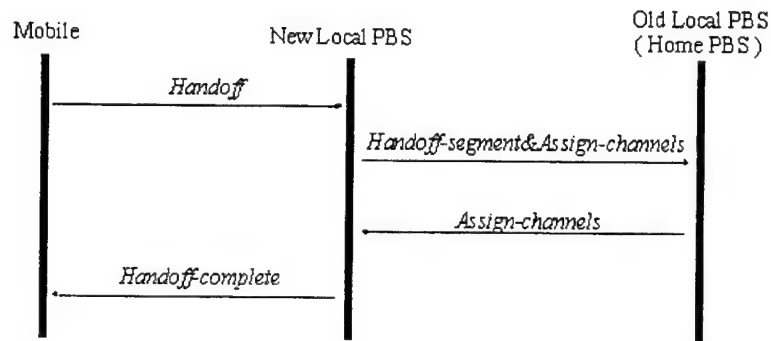 Mobile
New Local PBS
Old Local PBS
( Home PBS )
Handoff
Handoff-segment&Assign-channels
Assign-channels
Handoff-complete